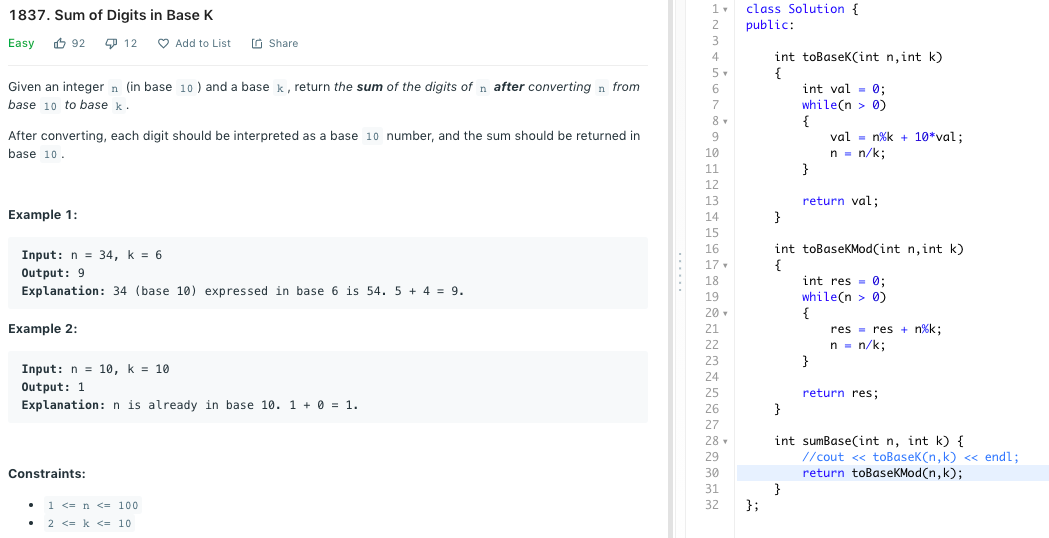 1837. Sum of Digits in Base K
Easy 92 12 Add to List Share
Given an integer n (in base 10 ) and a base k , return the sum of the digits of n after converting n from
base 10 to base k .
After converting, each digit should be interpreted as a base 10 number, and the sum should be returned in
base 10 .
Example 1:
Input: n = 34, k = 6
Output: 9
Explanation: 34 (base 10) expressed in base 6 is 54. 5 + 4 = 9.
Example 2:
Input: n = 10, k = 10
Output: 1
Explanation: n is already in base 10. 1 + 0 = 1.
Constraints:
• 1 <= n <= 100
• 2 <= k <= 10
1 class Solution {
2 public:
3
4 int toBaseK(int n,int k)
5 {
6 int val = 0;
7 while(n > 0)
8 {
9 val = n%k + 10*val;
10 n = n/k;
11 }
12
13 return val;
14 }
15
16 int toBaseKMod(int n,int k)
17 {
18 int res = 0;
19 while(n > 0)
20 {
21 res = res + n%k;
22 n = n/k;
23 }
24
25 return res;
26 }
27
28 int sumBase(int n, int k) {
29 //cout << toBaseK(n,k) << endl;
30 return toBaseKMod(n,k);
31 }
32 };